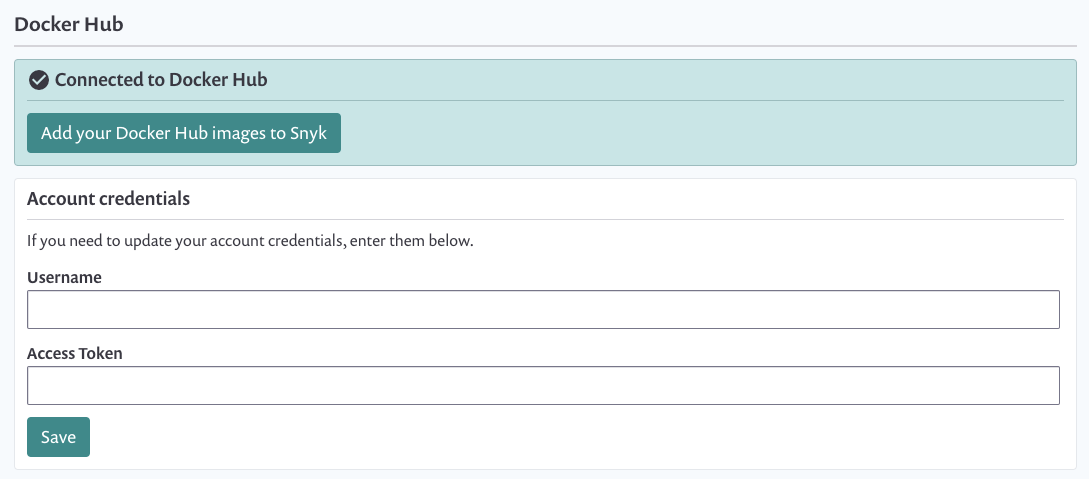 Docker Hub
Connected to Docker Hub
Add your Docker Hub images to Snyk
Account credentials
If you need to update your account credentials, enter them below.
Username
Access Token
Save